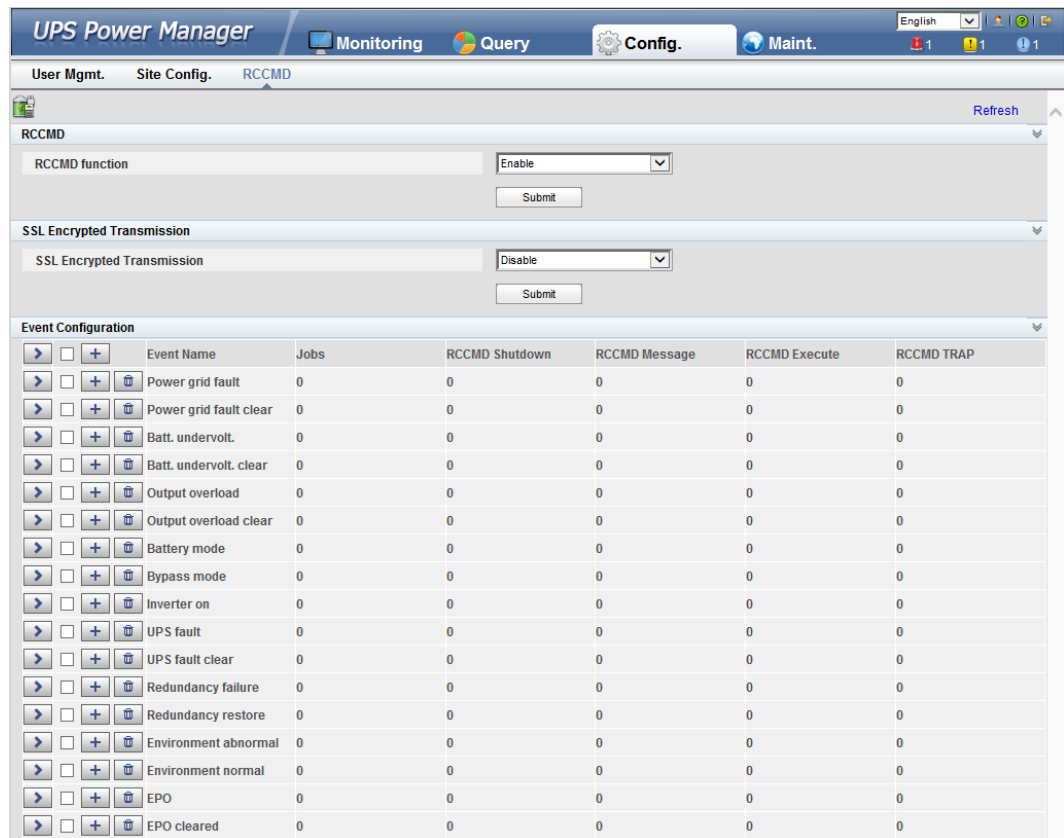 UPS Power Manager
Monitoring
Query
Config.
Maint.
English
1
1
1
User Mgmt. Site Config. RCCMD
Refresh
RCCMD
RCCMD function Enable
Submit
SSL Encrypted Transmission
SSL Encrypted Transmission Disable
Submit
Event Configuration
Event Name Jobs RCCMD Shutdown RCCMD Message RCCMD Execute RCCMD TRAP
Power grid fault 0 0 0 0 0
Power grid fault clear 0 0 0 0 0
Batt. undervolt. 0 0 0 0 0
Batt. undervolt. clear 0 0 0 0 0
Output overload 0 0 0 0 0
Output overload clear 0 0 0 0 0
Battery mode 0 0 0 0 0
Bypass mode 0 0 0 0 0
Inverter on 0 0 0 0 0
UPS fault 0 0 0 0 0
UPS fault clear 0 0 0 0 0
Redundancy failure 0 0 0 0 0
Redundancy restore 0 0 0 0 0
Environment abnormal 0 0 0 0 0
Environment normal 0 0 0 0 0
EPO 0 0 0 0 0
EPO cleared 0 0 0 0 0